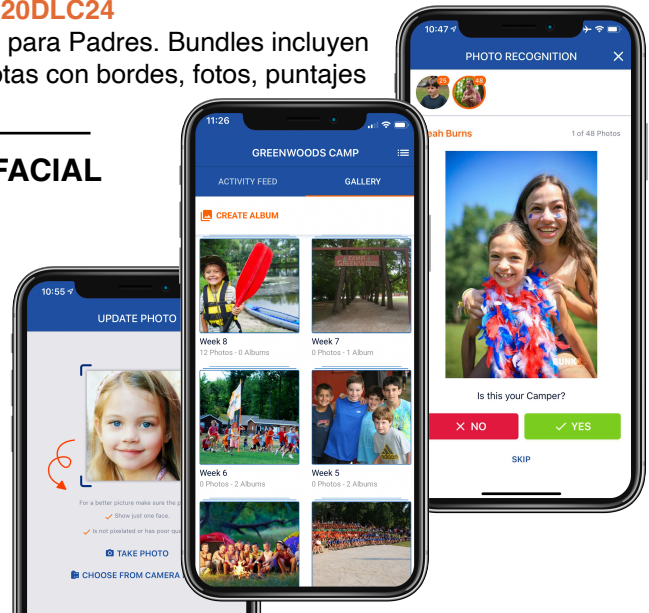 20DLC24
para Padres. Bundles incluyen
otas con bordes, fotos, puntajes
FACIAL
10:55
UPDATE PHOTO
For a better picture make sure the
Show just one face.
Is not pixelated or has poor
TAKE PHOTO
CHOOSE FROM CAMERA
11:26
GREENWOODS CAMP
ACTIVITY FEED
GALLERY
CREATE ALBUM
Week 8
12 Photos - 0 Albums
Week 7
0 Photos - 1 Album
CAMP
GREENWOODS
Week 6
0 Photos - 2 Albums
Week 5
0 Photos - 2 Albums
10:47
PHOTO RECOGNITION
25
48
eah Burns
1 of 48 Photos
BUNK1
Is this your Camper?
NO
YES
SKIP